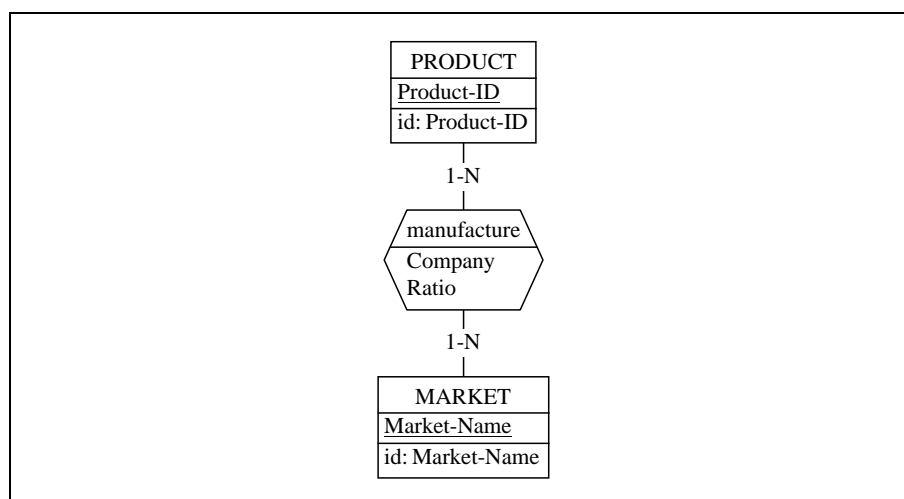 PRODUCT
Product-ID
id: Product-ID
1-N
manufacture
Company
Ratio
1-N
MARKET
Market-Name
id: Market-Name